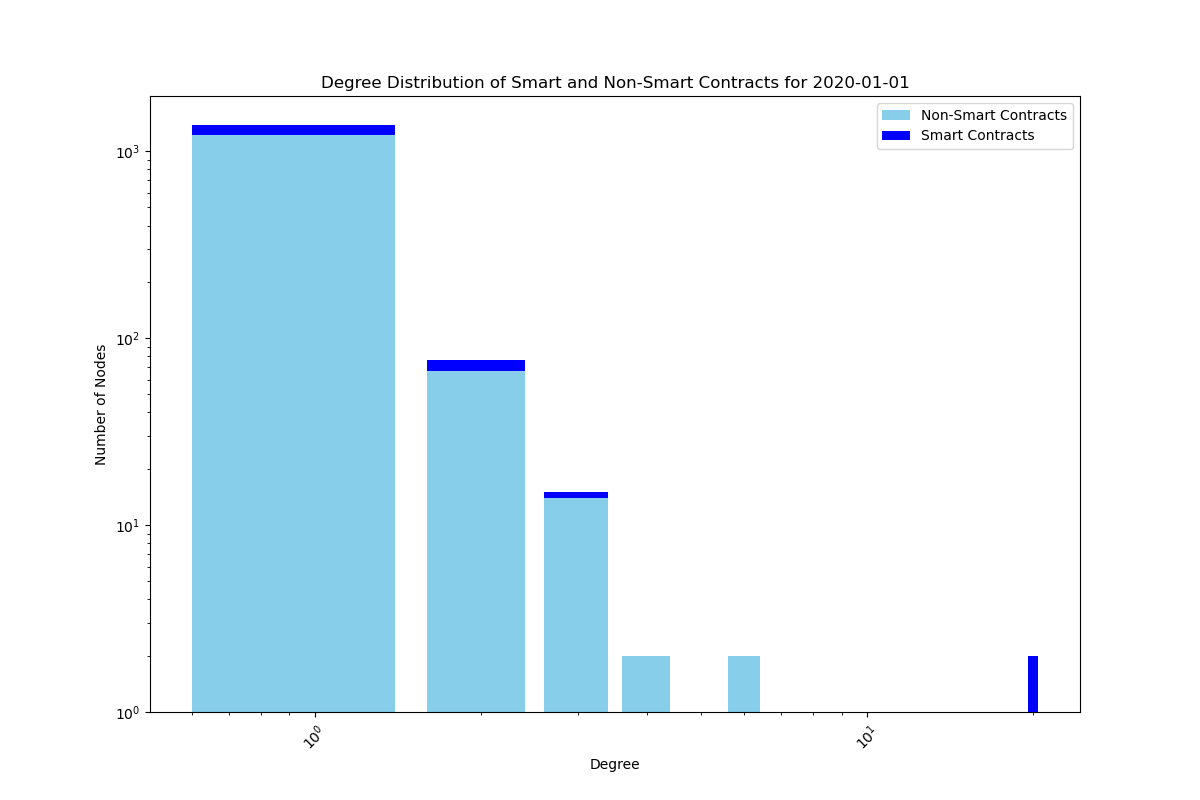 Degree Distribution of Smart and Non-Smart Contracts for 2020-01-01
Non-Smart Contracts
Smart Contracts
Number of Nodes
10³
10²
10¹
10⁰
10⁰
10¹
Degree